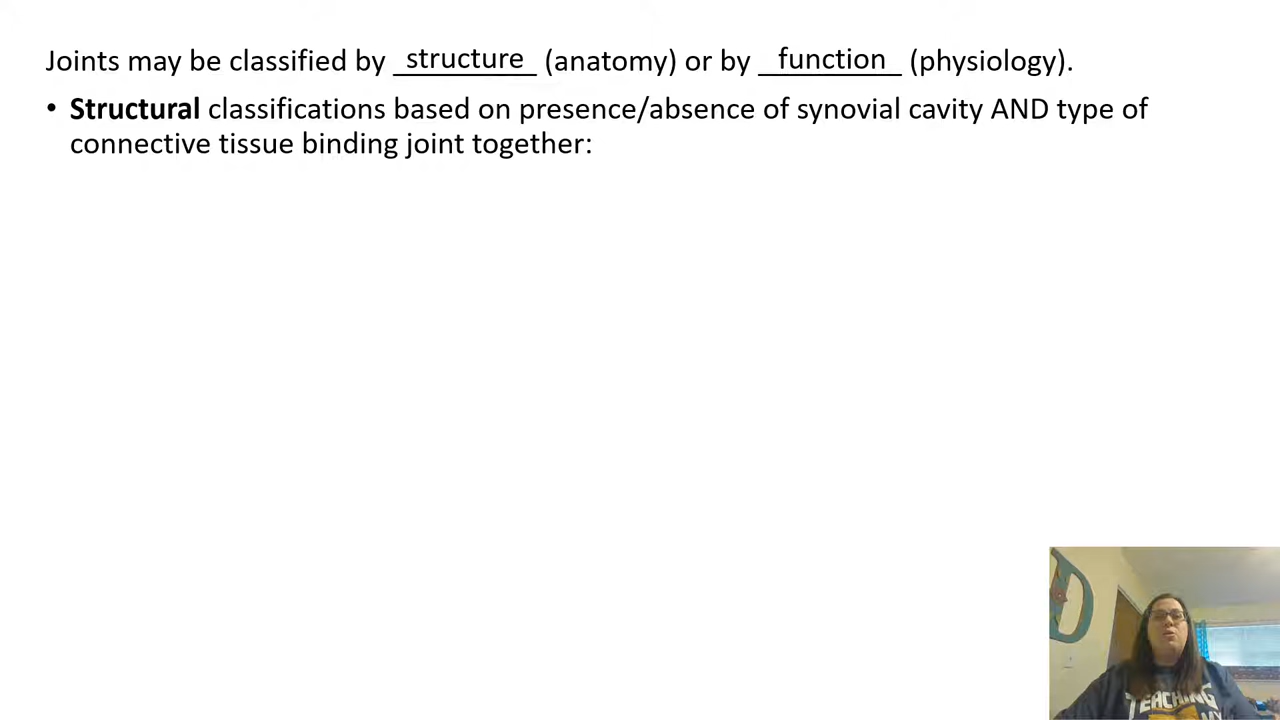 Joints may be classified by structure (anatomy) or by function (physiology).
• Structural classifications based on presence/absence of synovial cavity AND type of
connective tissue binding joint together:
D
TEACHING